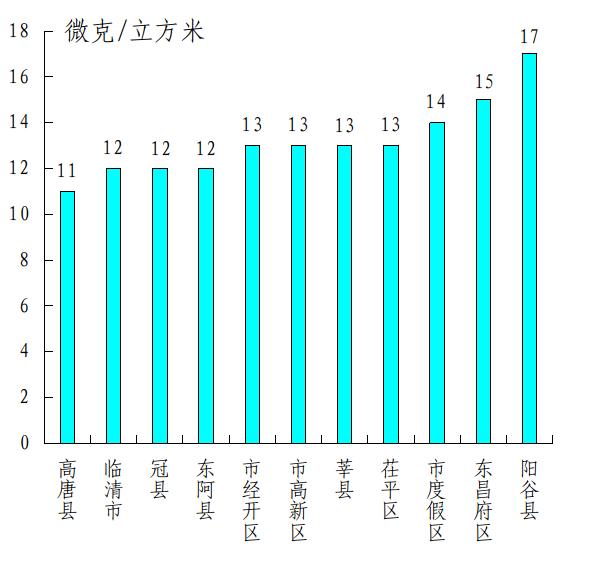 微克/立方米
18
16
14
12
10
8
6
4
2
0
11
12
12
12
13
13
13
13
14
15
17
高唐县
临清市
冠县
东阿县
市经开区
市高新区
莘县
茌平区
市度假区
东昌府区
阳谷县